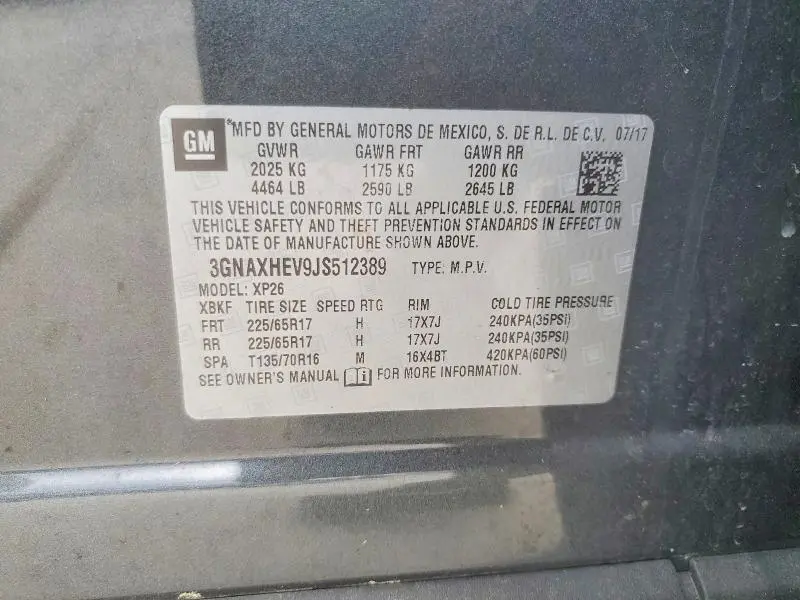 GM *MFD BY GENERAL MOTORS DE MEXICO, S. DE R.L. DE C.V. 07/17
GVWR GAWR FRT GAWR RR
2025 KG 1175 KG 1200 KG
4464 LB 2590 LB 2645 LB
THIS VEHICLE CONFORMS TO ALL APPLICABLE U.S. FEDERAL MOTOR
VEHICLE SAFETY AND THEFT PREVENTION STANDARDS IN EFFECT ON
THE DATE OF MANUFACTURE SHOWN ABOVE.
3GNAXHEV9JS512389 TYPE: M.P.V.
MODEL: XP26
XBKF TIRE SIZE SPEED RTG RIM COLD TIRE PRESSURE
FRT 225/65R17 H 17X7J 240KPA(35PSI)
RR 225/65R17 H 17X7J 240KPA(35PSI)
SPA T135/70R16 M 16X4BT 420KPA(60PSI)
SEE OWNER'S MANUAL FOR MORE INFORMATION.